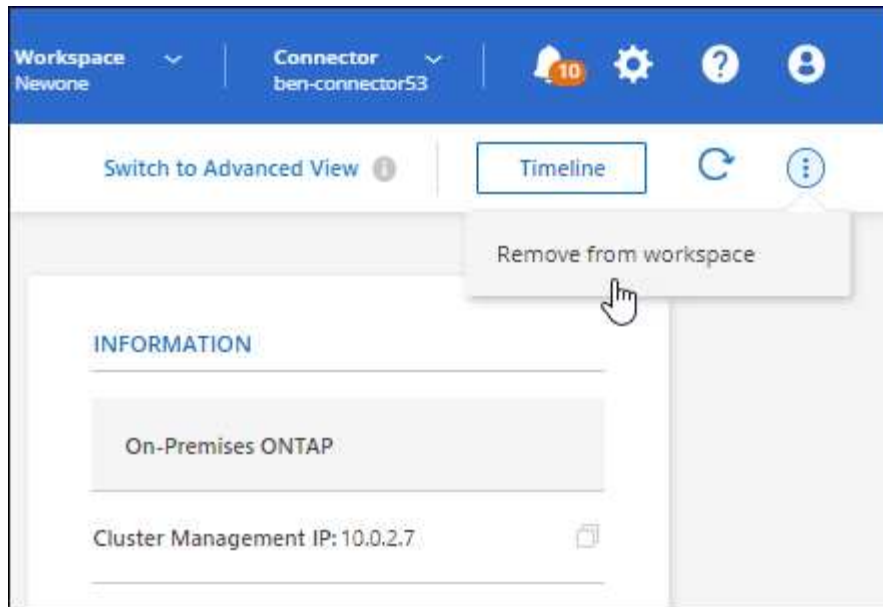 Workspace
Newone
Connector
ben-connector53
10
Switch to Advanced View
Timeline
Remove from workspace
INFORMATION
On-Premises ONTAP
Cluster Management IP: 10.0.2.7